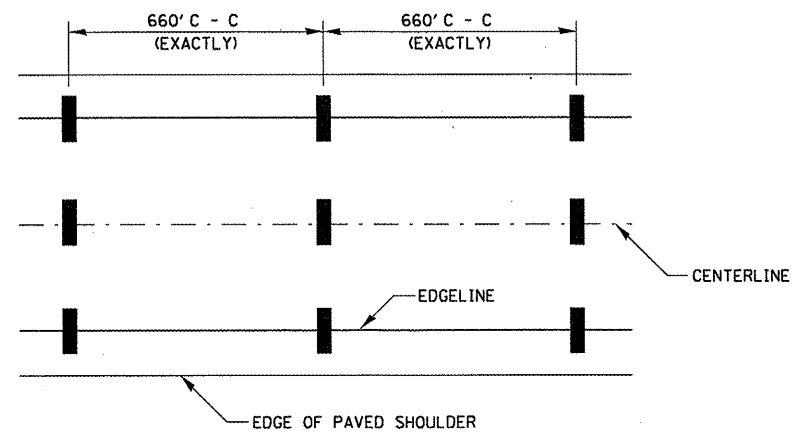 660' C - C
(EXACTLY)
660' C - C
(EXACTLY)
CENTERLINE
EDGELINE
EDGE OF PAVED SHOULDER